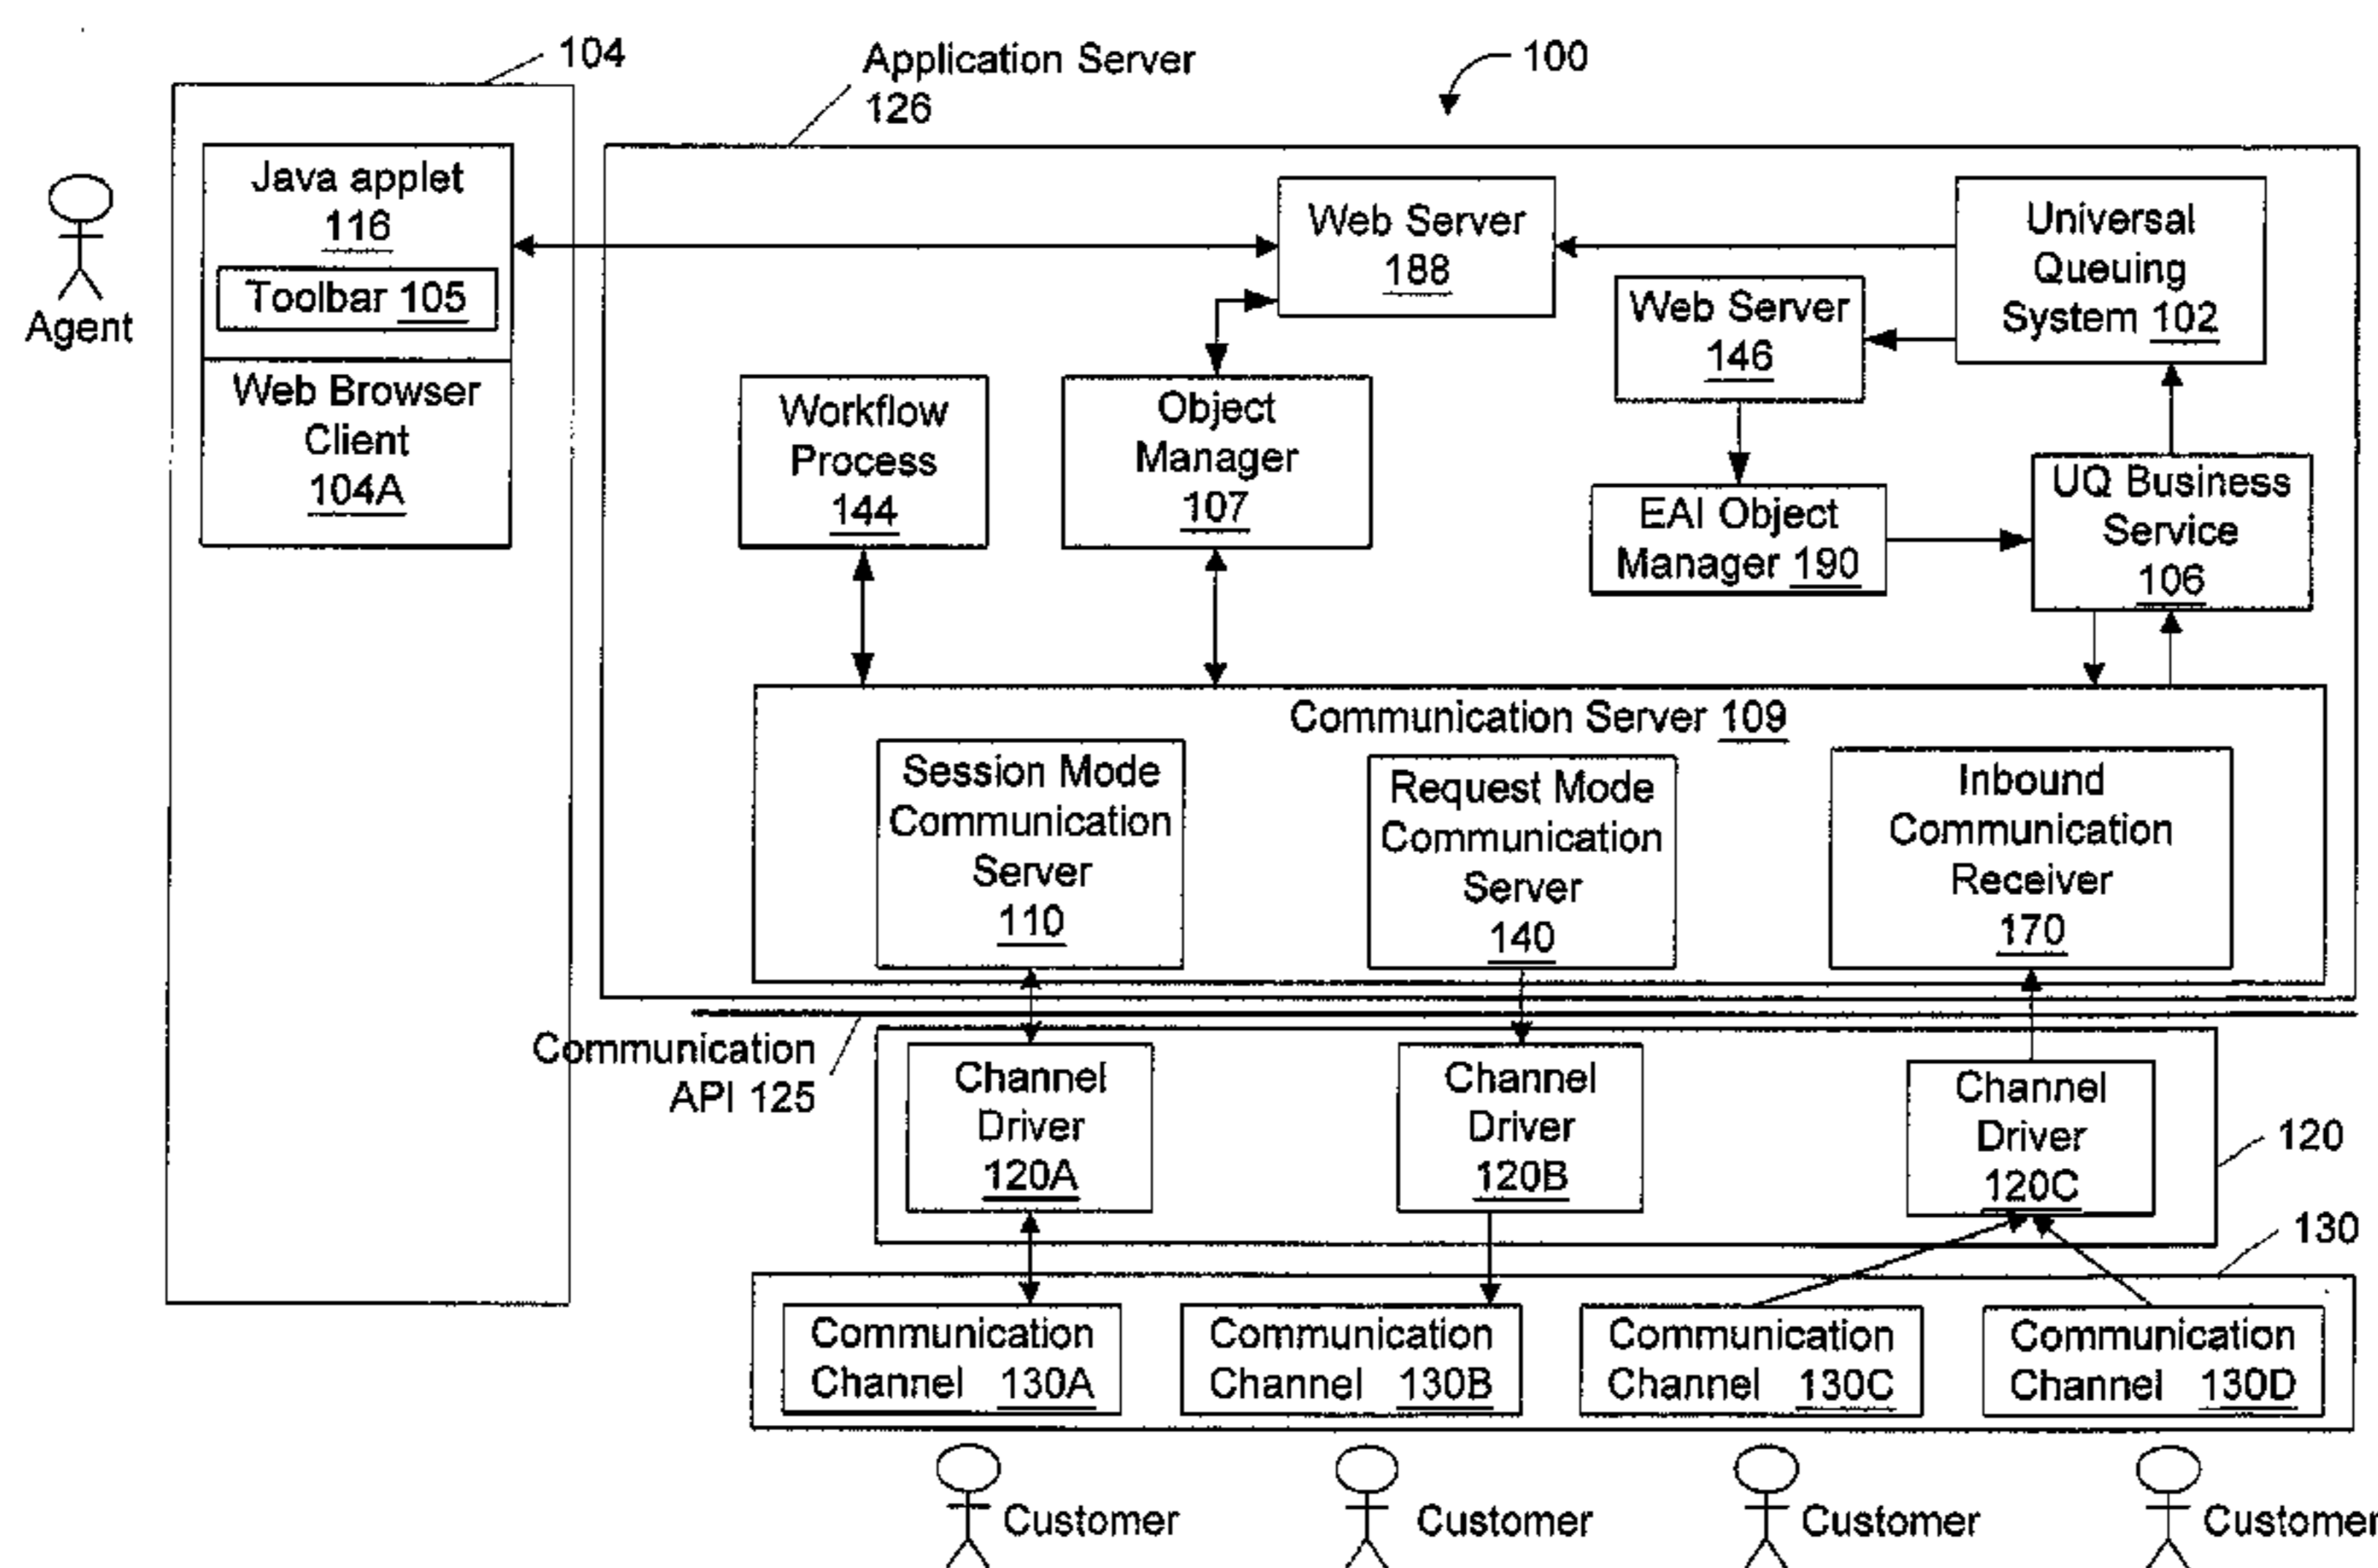 104
Application Server
126
100
Java applet
116
Toolbar 105
Web Browser
Client
104A
Agent
Web Server
188
Universal
Queuing
System 102
Web Server
146
Workflow
Process
144
Object
Manager
107
EAI Object
Manager 190
UQ Business
Service
106
Communication Server 109
Session Mode
Communication
Server
110
Request Mode
Communication
Server
140
Inbound
Communication
Receiver
170
Communication
API 125
Channel
Driver
120A
Channel
Driver
120B
Channel
Driver
120C
120
130
Communication
Channel 130A
Communication
Channel 130B
Communication
Channel 130C
Communication
Channel 130D
Customer
Customer
Customer
Customer